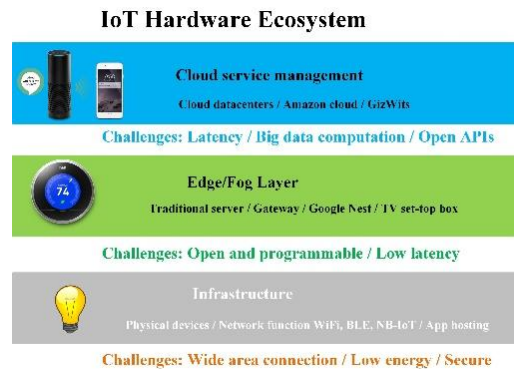 IoT Hardware Ecosystem
Cloud service management
Cloud datacenters / Amazon cloud / GizWits
Challenges: Latency / Big data computation / Open APIs
Edge/Fog Layer
74
Traditional server / Gateway / Google Nest / TV set-top box
Challenges: Open and programmable / Low latency
Infrastructure
Physical devices / Network function WiFi, BLE, NB-IoT / App hosting
Challenges: Wide area connection / Low energy / Secure